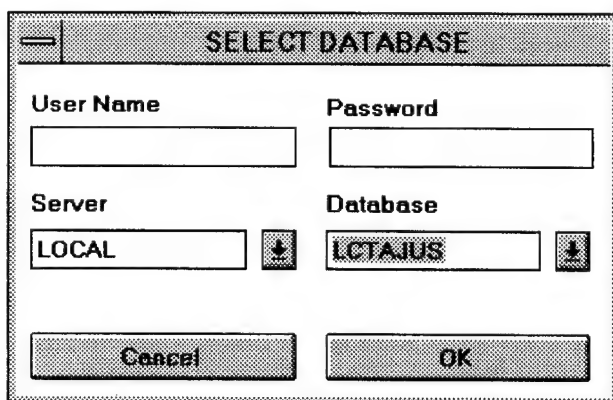 SELECT DATABASE
User Name Password
Server Database
LOCAL LCTAJUS
Cancel OK